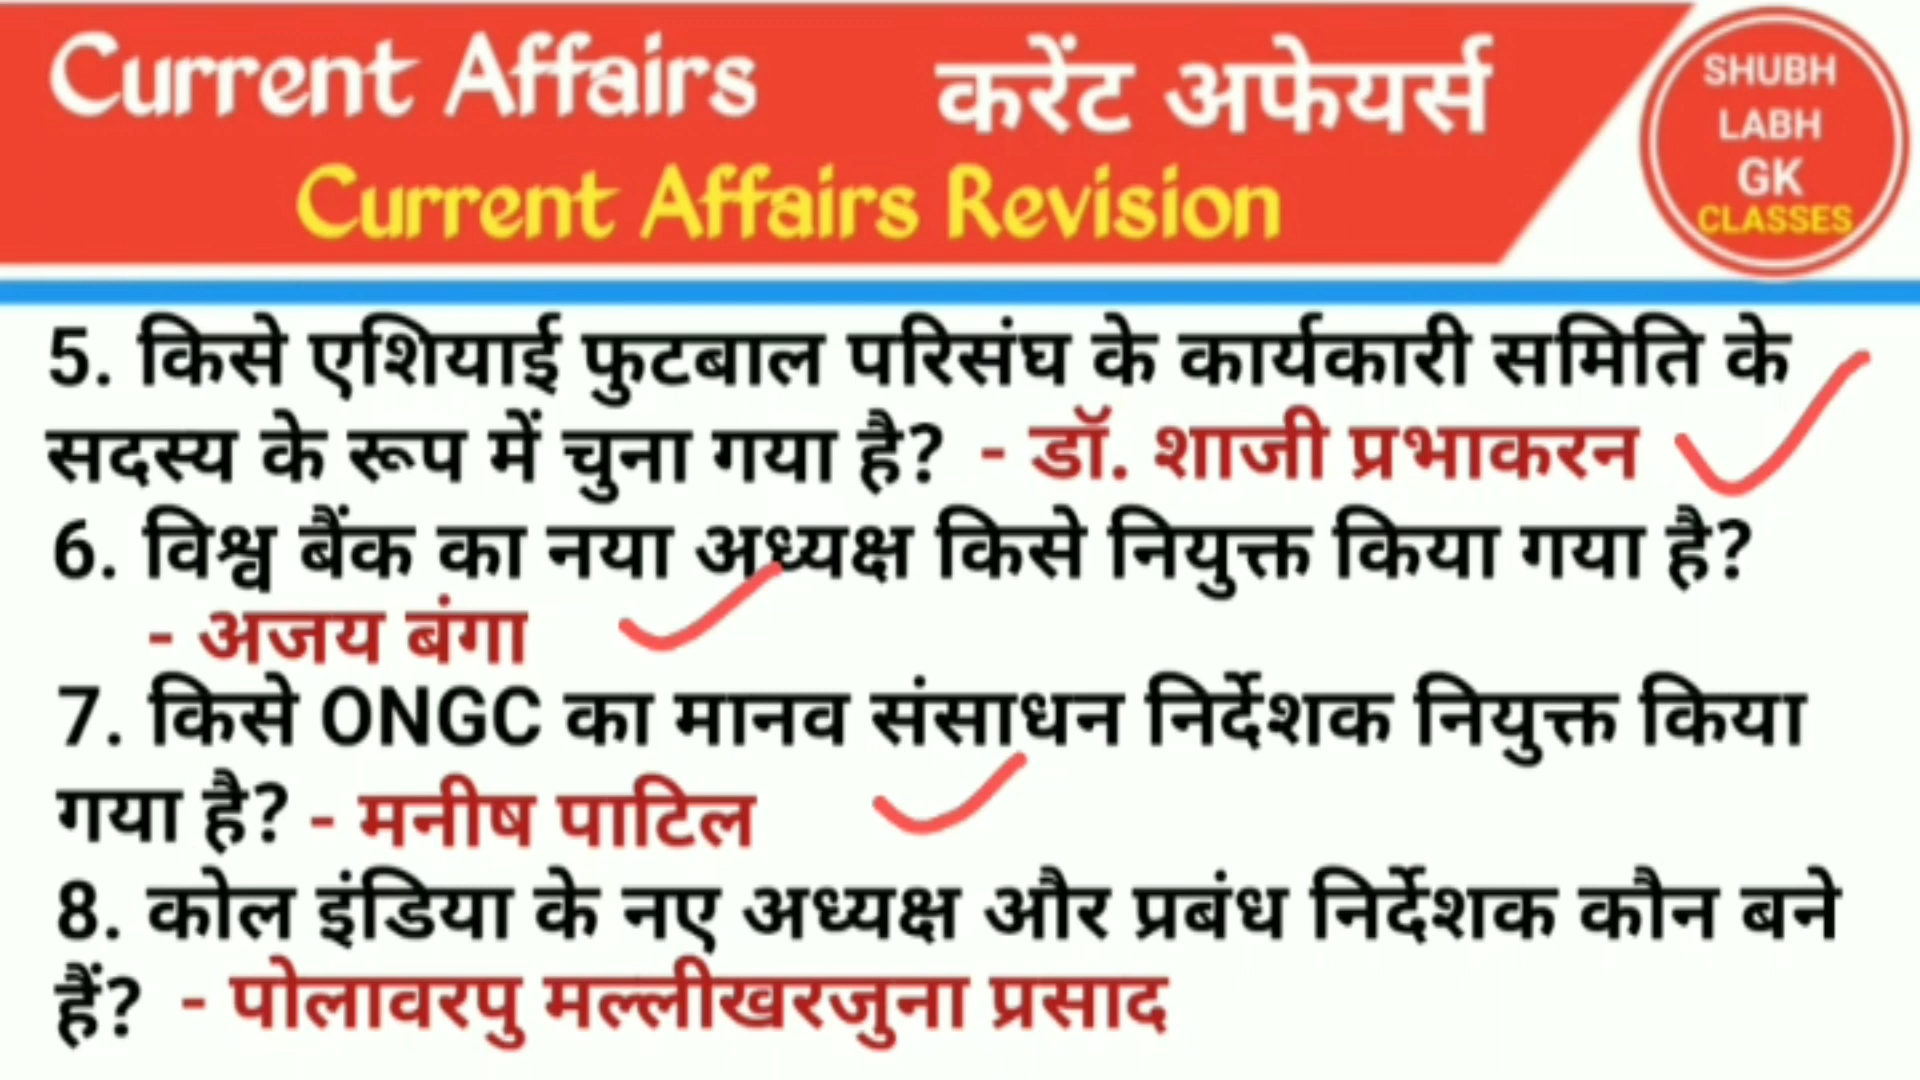 Current Affairs करेंट अफेयर्स
Current Affairs Revision
SHUBH
LABH
GK
CLASSES
5. किसे एशियाई फुटबाल परिसंघ के कार्यकारी समिति के
सदस्य के रूप में चुना गया है? - डॉ. शाजी प्रभाकरन
6. विश्व बैंक का नया अध्यक्ष किसे नियुक्त किया गया है?
- अजय बंगा
7. किसे ONGC का मानव संसाधन निर्देशक नियुक्त किया
गया है? - मनीष पाटिल
8. कोल इंडिया के नए अध्यक्ष और प्रबंध निर्देशक कौन बने
हैं? - पोलावरपु मल्लीखरजुना प्रसाद